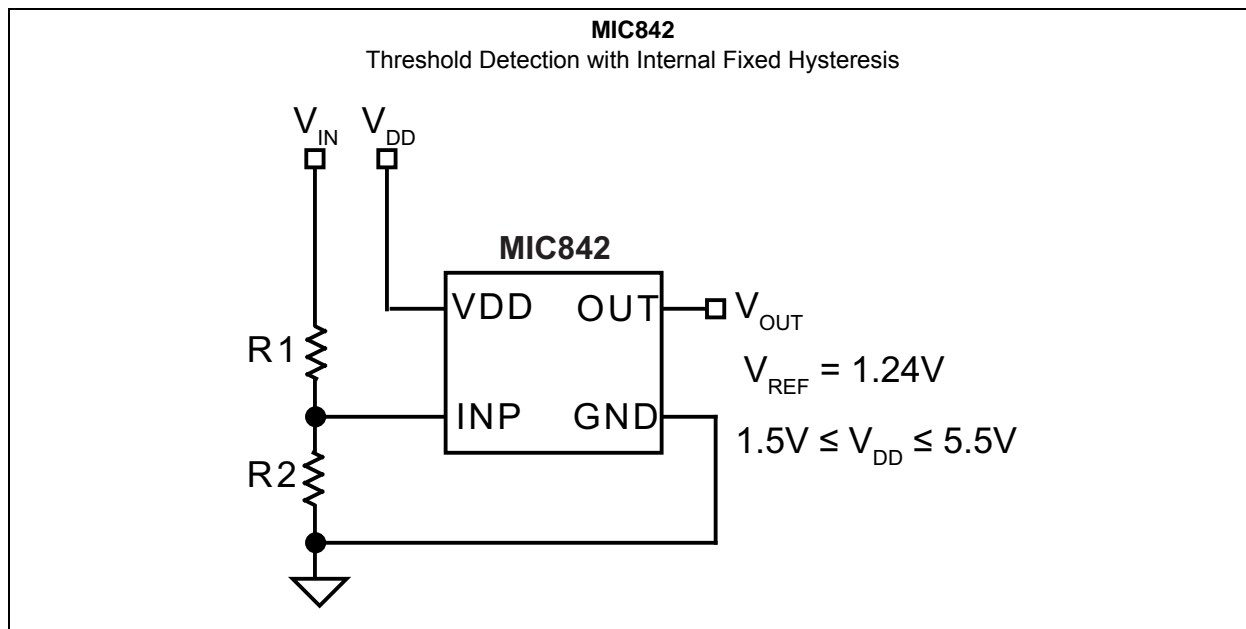 MIC842
Threshold Detection with Internal Fixed Hysteresis
VIN VDD
MIC842
VDD OUT VOUT
R1
VREF = 1.24V
INP GND
1.5V ≤ VDD ≤ 5.5V
R2